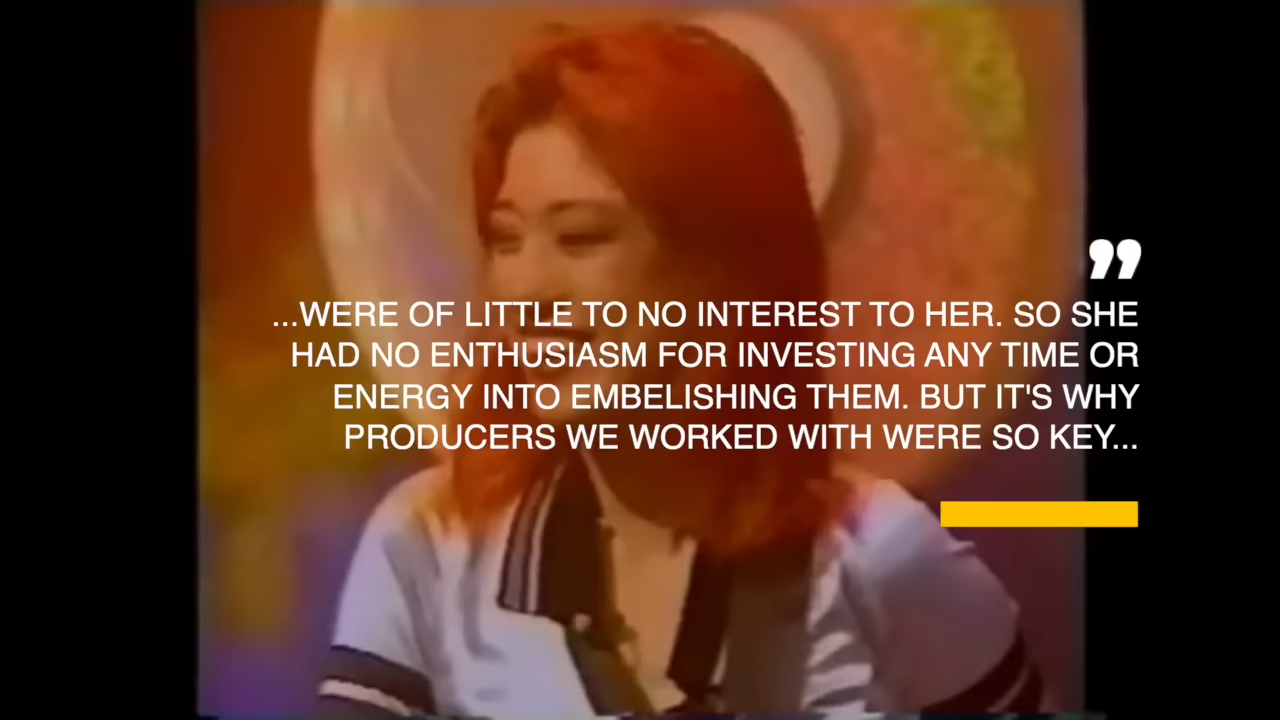 ”
...WERE OF LITTLE TO NO INTEREST TO HER. SO SHE
HAD NO ENTHUSIASM FOR INVESTING ANY TIME OR
ENERGY INTO EMBELISHING THEM. BUT IT'S WHY
PRODUCERS WE WORKED WITH WERE SO KEY...